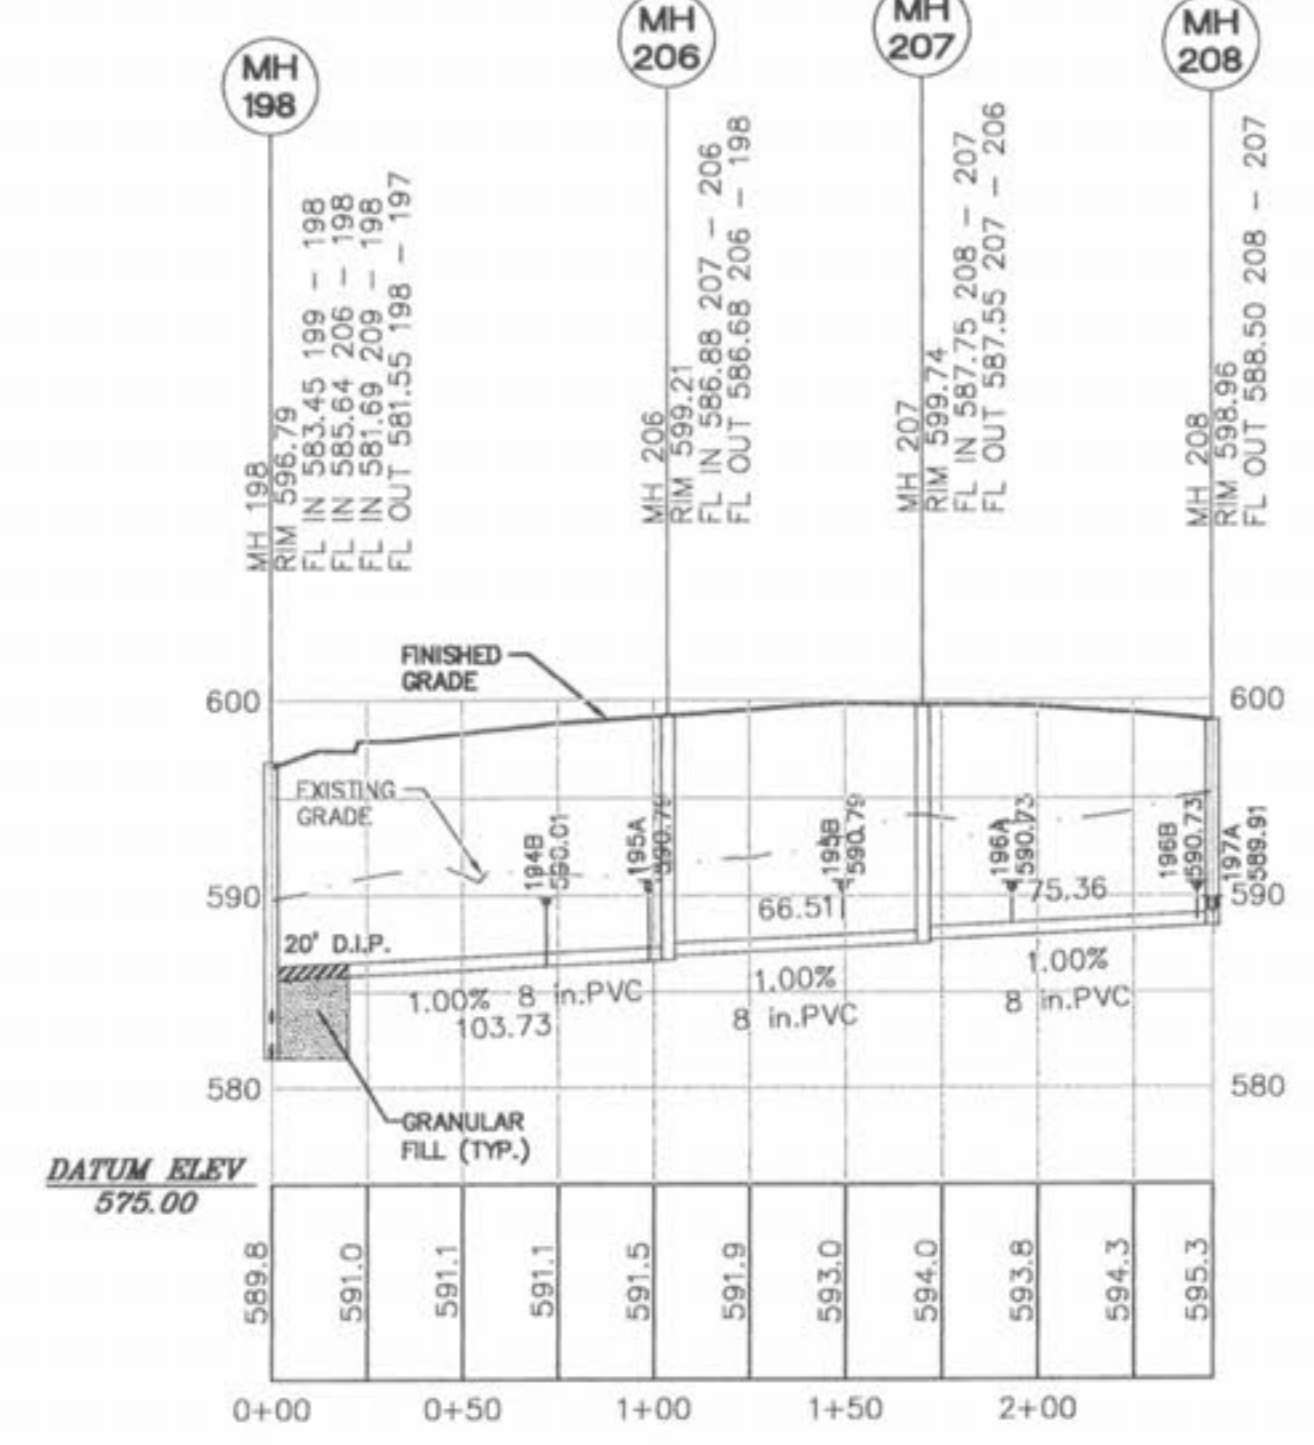 MH
198
MH
206
MH
207
MH
208
MH 198
RIM 596.79
FL IN 583.45 199 – 198
FL IN 585.64 206 – 198
FL IN 581.69 209 – 198
FL OUT 581.55 198 – 197
MH 206
RIM 599.21
FL IN 586.88 207 – 206
FL OUT 586.68 206 – 198
MH 207
RIM 599.74
FL IN 587.75 208 – 207
FL OUT 587.55 207 – 206
MH 208
RIM 598.96
FL OUT 588.50 208 – 207
FINISHED
GRADE
600
600
EXISTING
GRADE
194B
590.01
195A
590.79
195B
590.79
196A
590.73
196B
590.73
197A
589.91
590
590
66.51
75.36
20' D.I.P.
1.00% 8 in.PVC
103.73
1.00%
8 in.PVC
1.00%
8 in.PVC
580
580
GRANULAR
FILL (TYP.)
DATUM ELEV
575.00
589.8
591.0
591.1
591.1
591.5
591.9
593.0
594.0
593.8
594.3
595.3
0+00
0+50
1+00
1+50
2+00